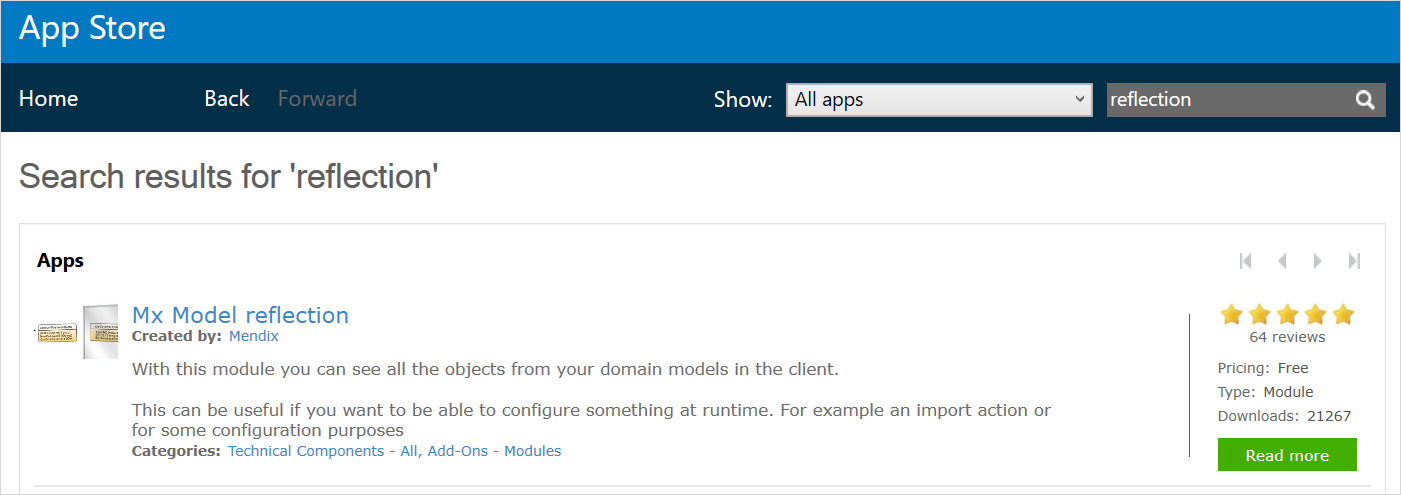 App Store
Home Back Forward Show: All apps reflection
Search results for 'reflection'
Apps
Mx Model reflection
Created by: Mendix
With this module you can see all the objects from your domain models in the client.
This can be useful if you want to be able to configure something at runtime. For example an import action or
for some configuration purposes
Categories: Technical Components - All, Add-Ons - Modules
64 reviews
Pricing: Free
Type: Module
Downloads: 21267
Read more